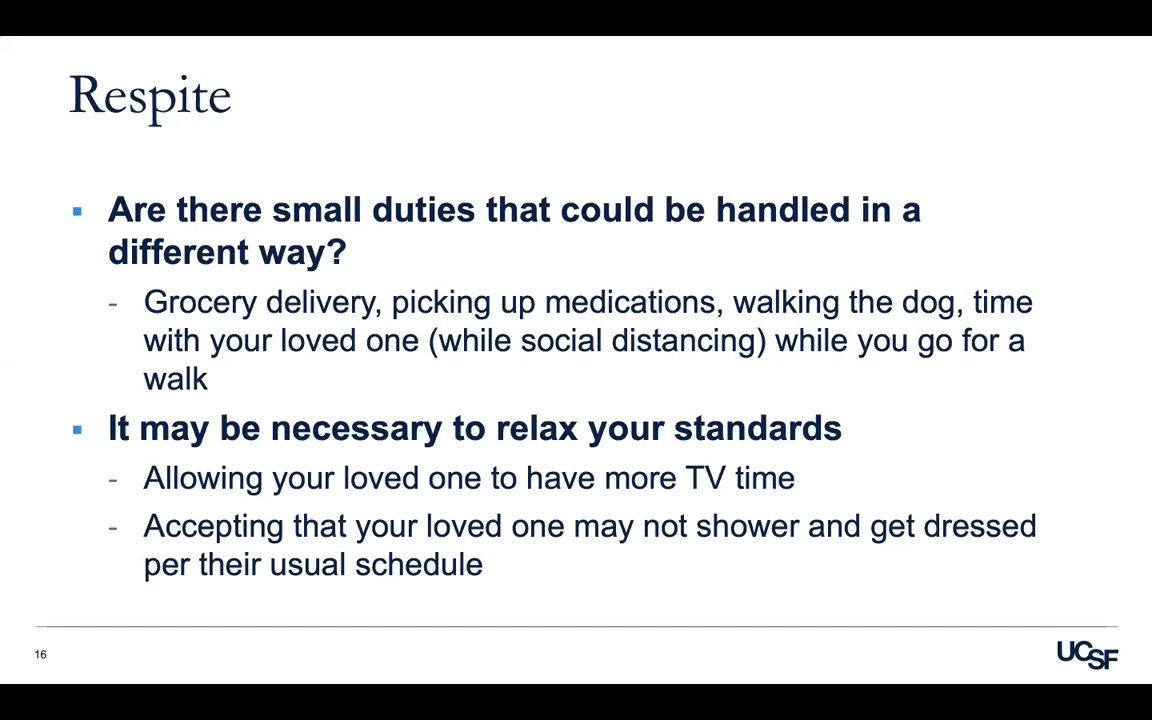 Respite
▪ Are there small duties that could be handled in a
different way?
- Grocery delivery, picking up medications, walking the dog, time
with your loved one (while social distancing) while you go for a
walk
▪ It may be necessary to relax your standards
- Allowing your loved one to have more TV time
- Accepting that your loved one may not shower and get dressed
per their usual schedule
16
UCSF